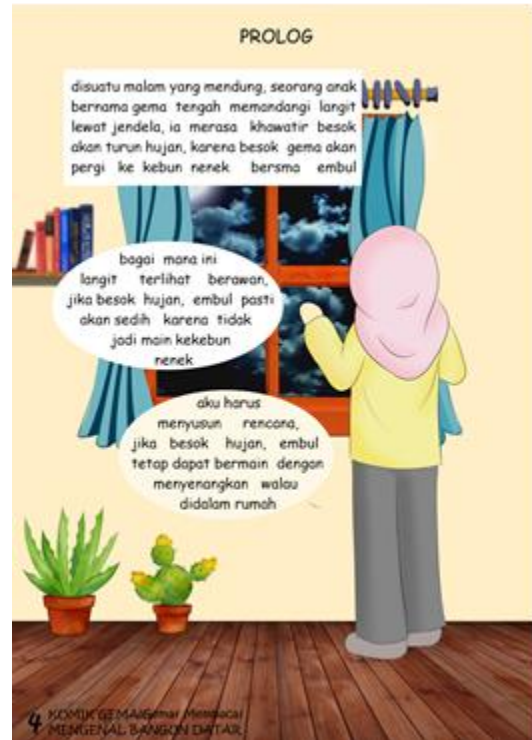 PROLOG
disuatu malam yang mendung, seorang anak
bernama gema tengah memandangi langit
lewat jendela, ia merasa khawatir besok
akan turun hujan, karena besok gema akan
pergi ke kebun nenek bersma embul
bagai mana ini
langit terlihat berawan,
jika besok hujan, embul pasti
akan sedih karena tidak
jadi main kekebun
nenek
aku harus
menyusun rencana,
jika besok hujan, embul
tetap dapat bermain dengan
menyenangkan walau
didalam rumah
4 KOMIK GEMA(Gemar Membaca)
MENGENAL BANGUN DATAR